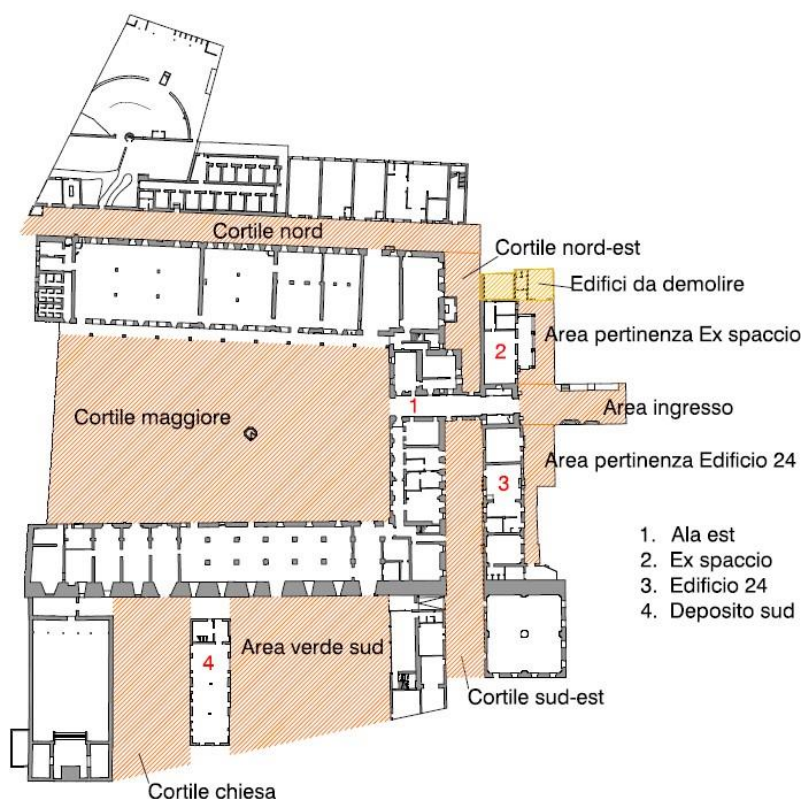 Cortile nord
Cortile nord-est
Edifici da demolire
2
Area pertinenza Ex spaccio
1
Area ingresso
Cortile maggiore
Area pertinenza Edificio 24
3
1. Ala est
2. Ex spaccio
3. Edificio 24
4. Deposito sud
Area verde sud
4
Cortile sud-est
Cortile chiesa